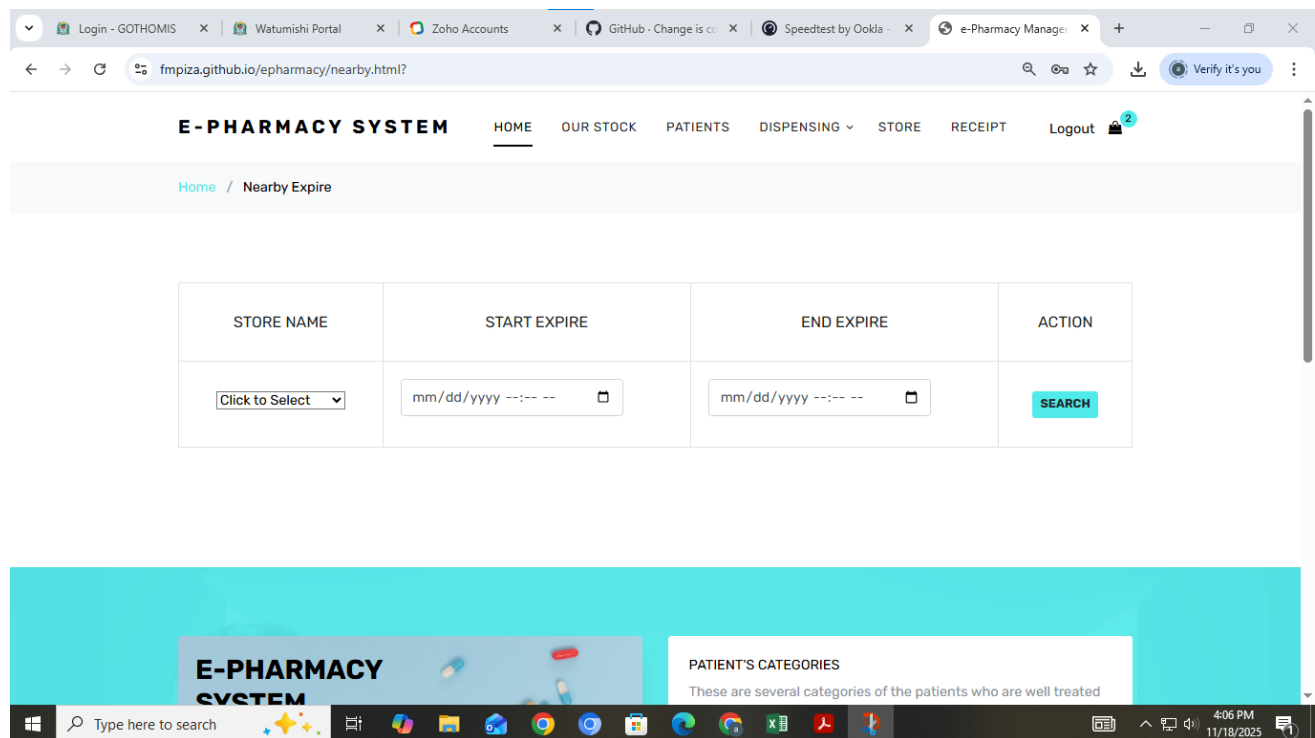 Login - GOTHOMIS
Watumishi Portal
Zoho Accounts
GitHub · Change is co
Speedtest by Ookla -
e-Pharmacy Manager
fmpiza.github.io/epharmacy/nearby.html?
Verify it's you
E-PHARMACY SYSTEM
HOME
OUR STOCK
PATIENTS
DISPENSING
STORE
RECEIPT
Logout
2
Home / Nearby Expire
STORE NAME
START EXPIRE
END EXPIRE
ACTION
Click to Select
mm/dd/yyyy --:-- --
mm/dd/yyyy --:-- --
SEARCH
E-PHARMACY
SYSTEM
PATIENT'S CATEGORIES
These are several categories of the patients who are well treated
Type here to search
4:06 PM
11/18/2025
1